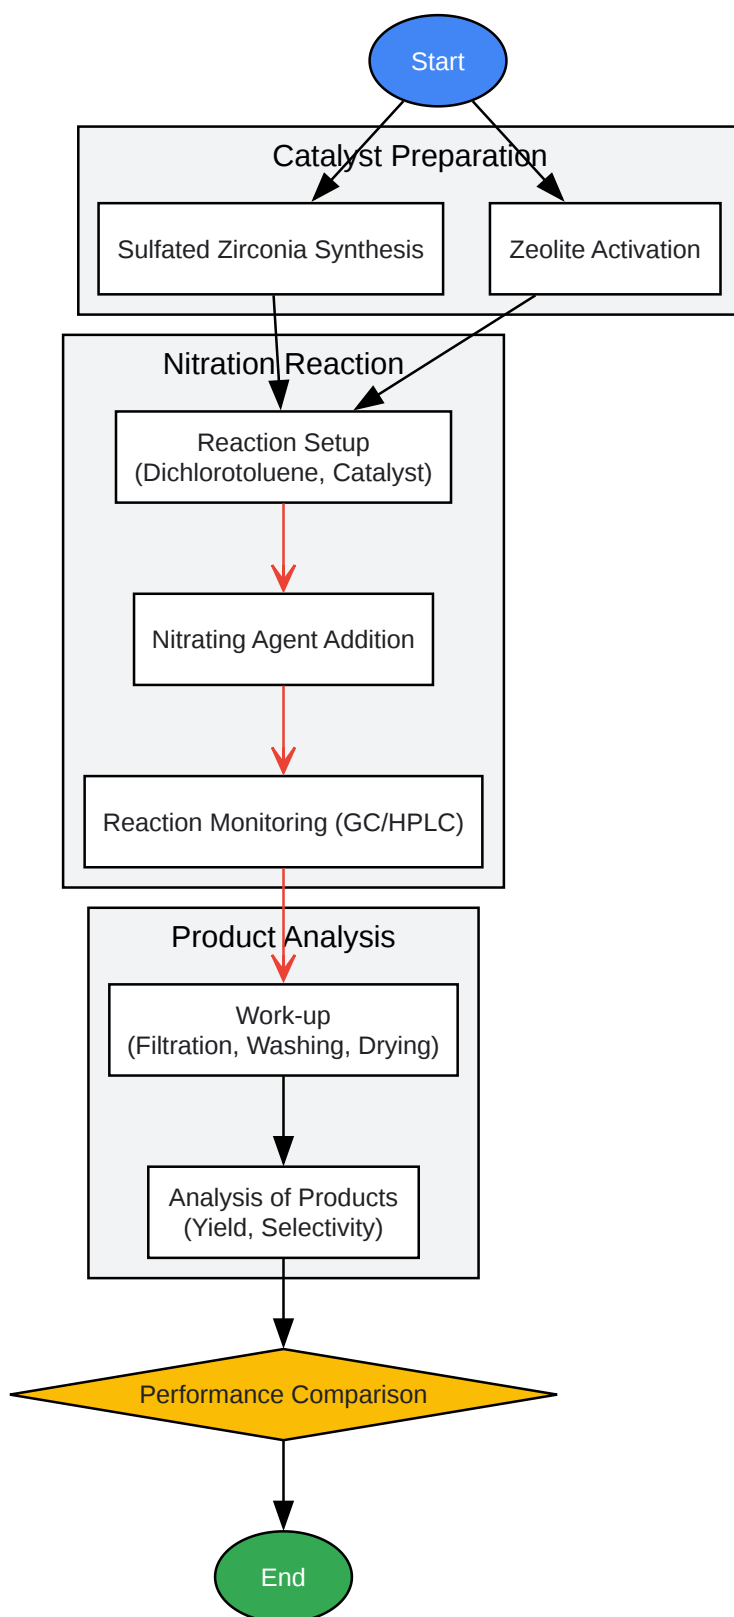 Start
Catalyst Preparation
Sulfated Zirconia Synthesis
Zeolite Activation
Nitration Reaction
Reaction Setup
(Dichlorotoluene, Catalyst)
Nitrating Agent Addition
Reaction Monitoring (GC/HPLC)
Product Analysis
Work-up
(Filtration, Washing, Drying)
Analysis of Products
(Yield, Selectivity)
Performance Comparison
End